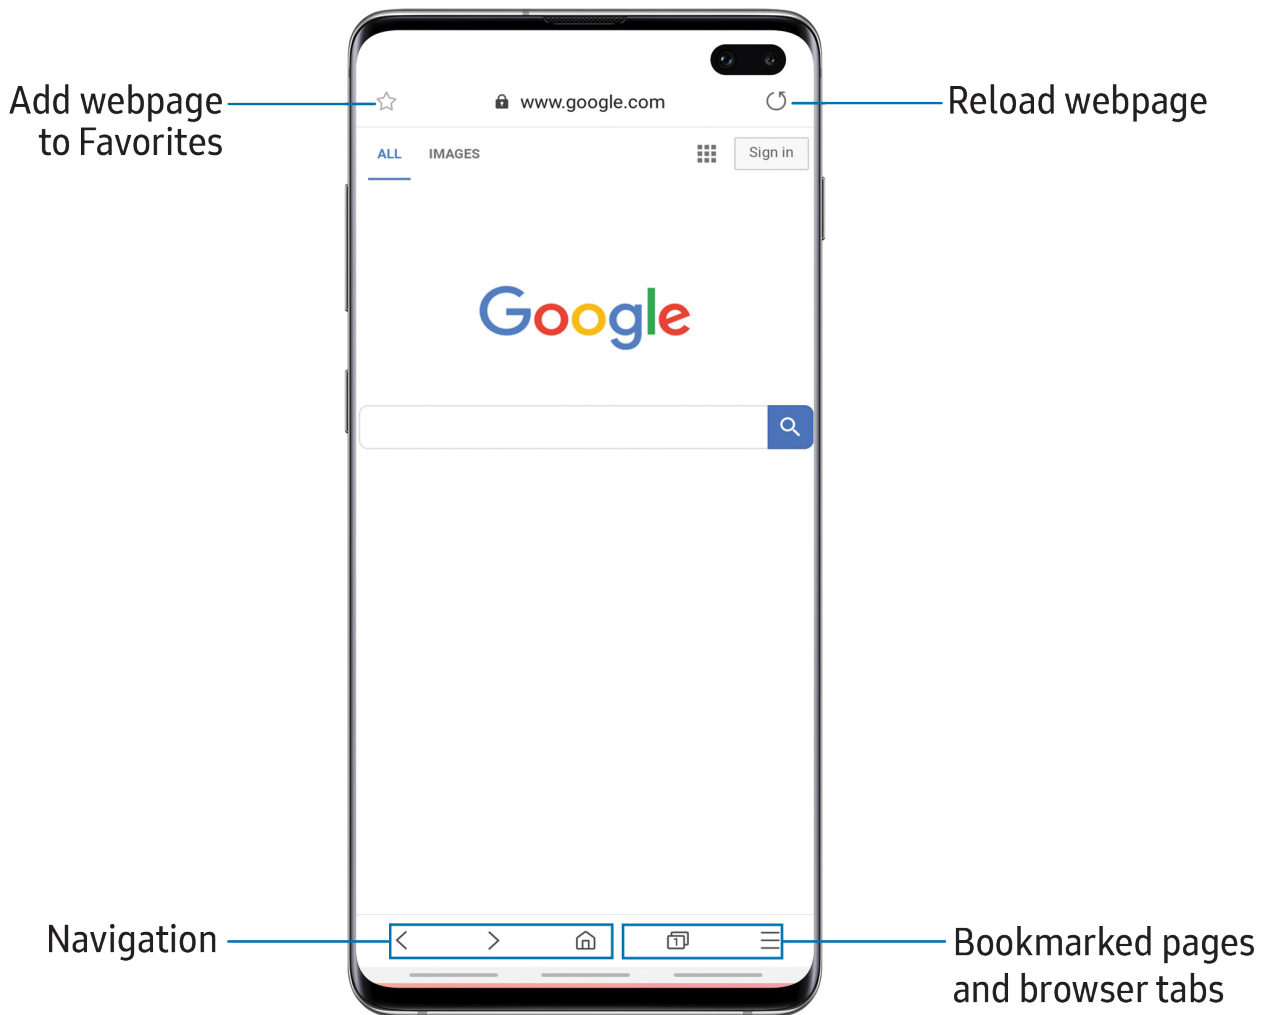 Add webpage
to Favorites
www.google.com
Reload webpage
ALL IMAGES Sign in
Google
Navigation
1
Bookmarked pages
and browser tabs